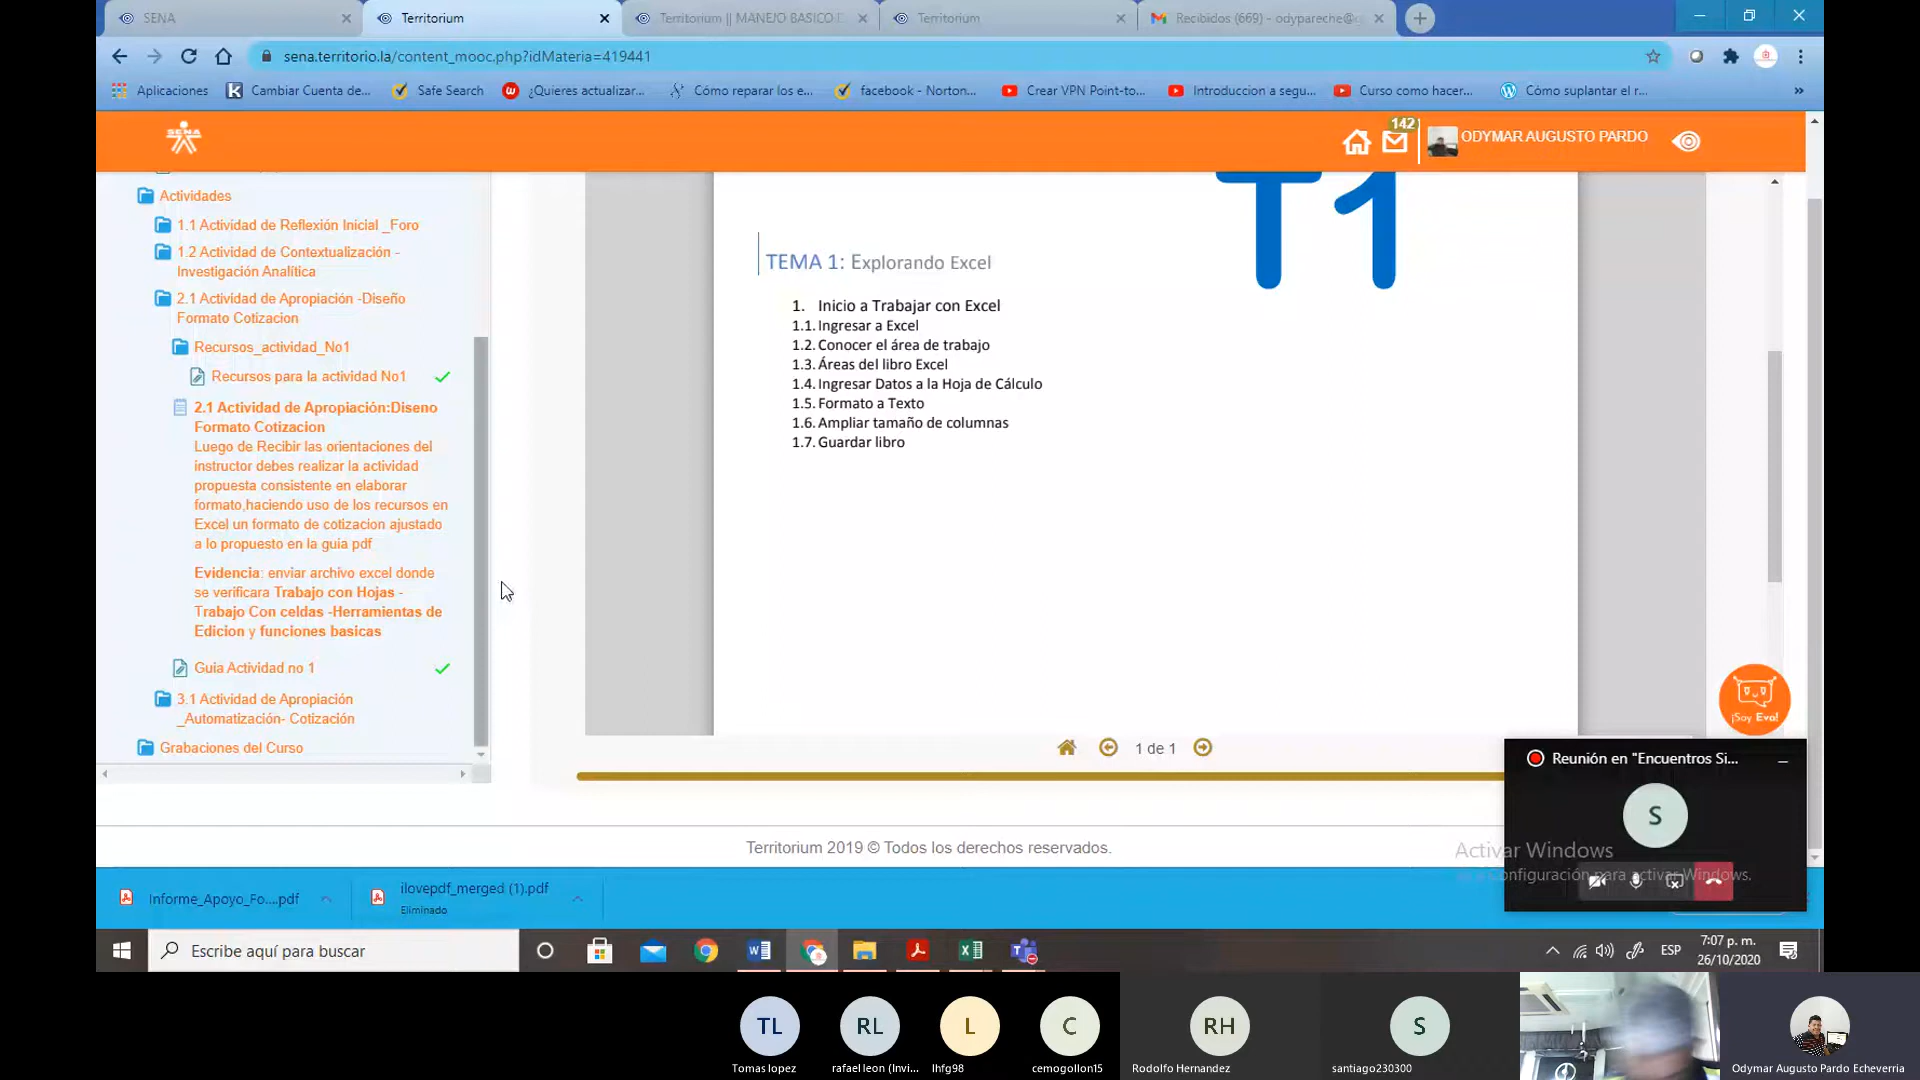 SENA
Territorium
Territorium || MANEJO BASICO
Territorium
Recibidos (669) - odypareche@g
sena.territorio.la/content_mooc.php?idMateria=419441
Aplicaciones
Cambiar Cuenta de...
Safe Search
¿Quieres actualizar...
Cómo reparar los e...
facebook - Norton...
Crear VPN Point-to...
Introduccion a segu...
Curso como hacer...
Cómo suplantar el r...
»
SENA
142
ODYMAR AUGUSTO PARDO
Actividades
1.1 Actividad de Reflexión Inicial _Foro
1.2 Actividad de Contextualización -
Investigación Analítica
2.1 Actividad de Apropiación -Diseño
Formato Cotizacion
Recursos_actividad_No1
Recursos para la actividad No1
2.1 Actividad de Apropiación:Diseno
Formato Cotizacion
Luego de Recibir las orientaciones del
instructor debes realizar la actividad
propuesta consistente en elaborar
formato,haciendo uso de los recursos en
Excel un formato de cotizacion ajustado
a lo propuesto en la guia pdf
Evidencia: enviar archivo excel donde
se verificara Trabajo con Hojas -
Trabajo Con celdas -Herramientas de
Edicion y funciones basicas
Guia Actividad no 1
3.1 Actividad de Apropiación
_Automatización- Cotización
Grabaciones del Curso
T1
TEMA 1: Explorando Excel
1. Inicio a Trabajar con Excel
1.1. Ingresar a Excel
1.2. Conocer el área de trabajo
1.3. Áreas del libro Excel
1.4. Ingresar Datos a la Hoja de Cálculo
1.5. Formato a Texto
1.6. Ampliar tamaño de columnas
1.7. Guardar libro
1 de 1
¡Soy Eva!
Reunión en "Encuentros Si...
S
Territorium 2019 © Todos los derechos reservados.
Activar Windows
Configuración para activar Windows.
Informe_Apoyo_Fo....pdf
ilovepdf_merged (1).pdf
Eliminado
Escribe aquí para buscar
ESP
7:07 p. m.
26/10/2020
TL
RL
L
C
RH
S
Tomas lopez
rafael leon (Invi...
lhfg98
cemogollon15
Rodolfo Hernandez
santiago230300
Odymar Augusto Pardo Echeverria